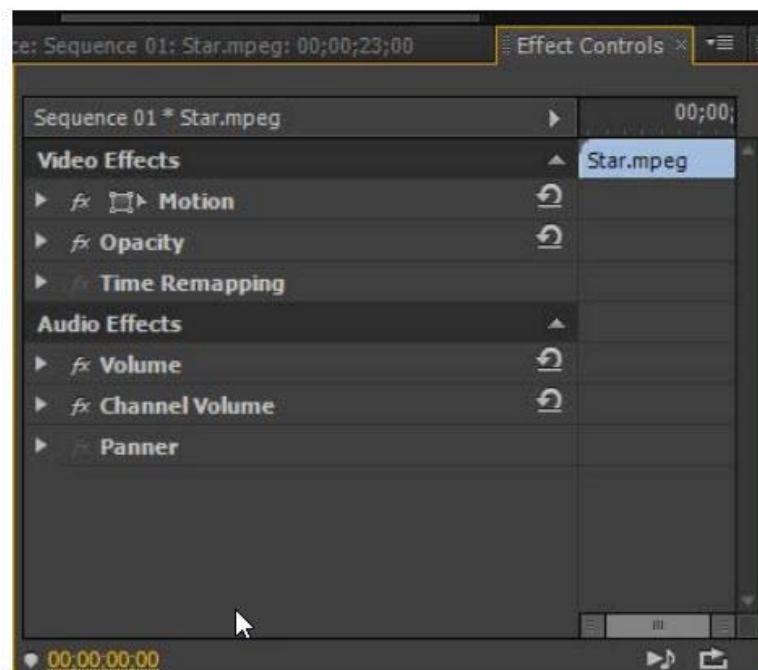 ce: Sequence 01: Star.mpeg: 00;00;23;00
Effect Controls ×
Sequence 01 * Star.mpeg
00;00;
Video Effects
Star.mpeg
fx Motion
fx Opacity
fx Time Remapping
Audio Effects
fx Volume
fx Channel Volume
fx Panner
00;00;00;00